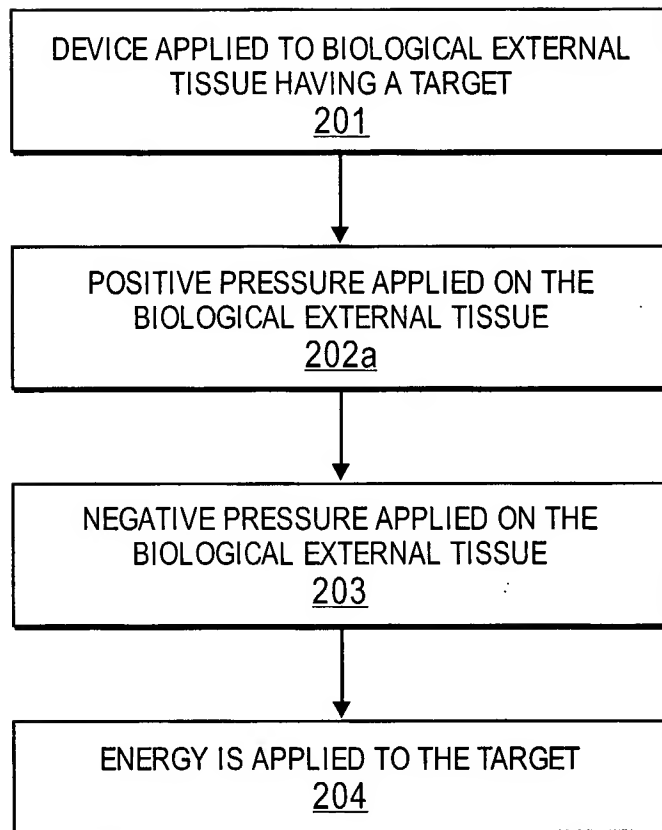 DEVICE APPLIED TO BIOLOGICAL EXTERNAL
TISSUE HAVING A TARGET
201
POSITIVE PRESSURE APPLIED ON THE
BIOLOGICAL EXTERNAL TISSUE
202a
NEGATIVE PRESSURE APPLIED ON THE
BIOLOGICAL EXTERNAL TISSUE
203
ENERGY IS APPLIED TO THE TARGET
204